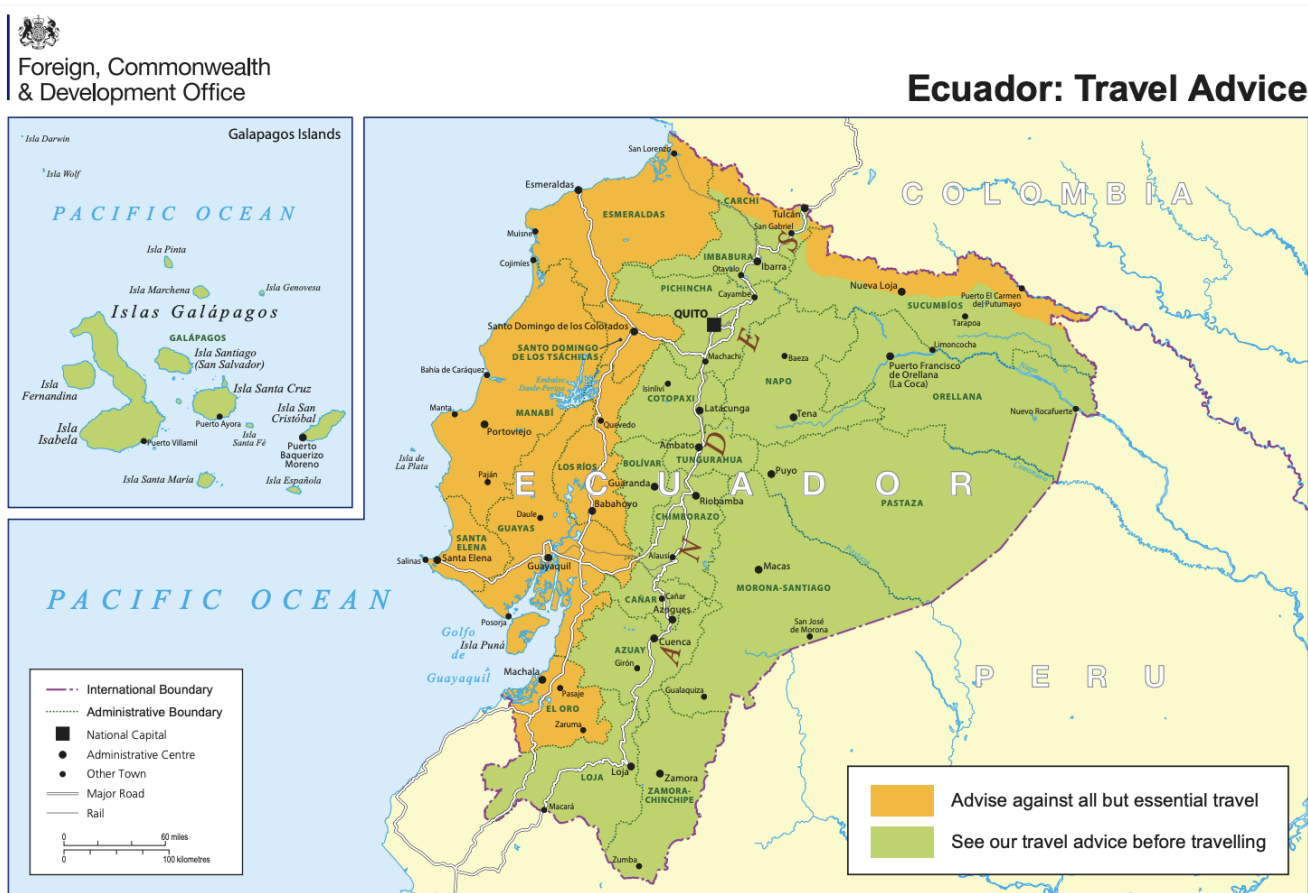 Foreign, Commonwealth
& Development Office
Ecuador: Travel Advice
Galapagos Islands
Isla Darwin
Isla Wolf
PACIFIC OCEAN
Isla Pinta
Isla Marchena
Isla Genovesa
Islas Galápagos
GALÁPAGOS
Isla Santiago
(San Salvador)
Isla
Fernandina
Isla Santa Cruz
Isla San
Cristóbal
Isla
Isabela
Puerto Ayora
Isla
Santa Fé
Puerto Villamil
Puerto
Baquerizo
Moreno
Isla Santa María
Isla Española
COLOMBIA
San Lorenzo
Esmeraldas
ESMERALDAS
CARCHI
Tulcán
San Gabriel
Muisne
Cojimíes
IMBABURA
Ibarra
Otavalo
PICHINCHA
Cayambe
Nueva Loja
SUCUMBÍOS
Puerto El Carmen
del Putumayo
Tarapoa
QUITO
Santo Domingo de los Colorados
SANTO DOMINGO
DE LOS TSÁCHILAS
Machachi
Baeza
Limoncocha
Puerto Francisco
de Orellana
(La Coca)
Napo
Bahía de Caráquez
Embalse
Daule-Peripa
Isinliví
COTOPAXI
NAPO
ORELLANA
Manta
MANABÍ
Latacunga
Tena
Nuevo Rocafuerte
Portoviejo
Quevedo
Ambato
TUNGURAHUA
Isla de
La Plata
LOS RÍOS
BOLÍVAR
Puyo
Paján
ECUADOR
Guaranda
Riobamba
PASTAZA
Babahoyo
CHIMBORAZO
Daule
GUAYAS
SANTA
ELENA
Pastaza
Salinas
Santa Elena
Guayaquil
Alausí
Macas
MORONA-SANTIAGO
PACIFIC OCEAN
CAÑAR
Cañar
Azogues
Posorja
Isla Puná
Golfo
de
Guayaquil
San José
de Morona
Cuenca
AZUAY
Girón
ANDES
PERU
Machala
Pasaje
Gualaquiza
EL ORO
Zaruma
Loja
LOJA
Zamora
ZAMORA-
CHINCHIPE
Macará
Zumba
International Boundary
Administrative Boundary
National Capital
Administrative Centre
Other Town
Major Road
Rail
0 60 miles
0 100 kilometres
Advise against all but essential travel
See our travel advice before travelling